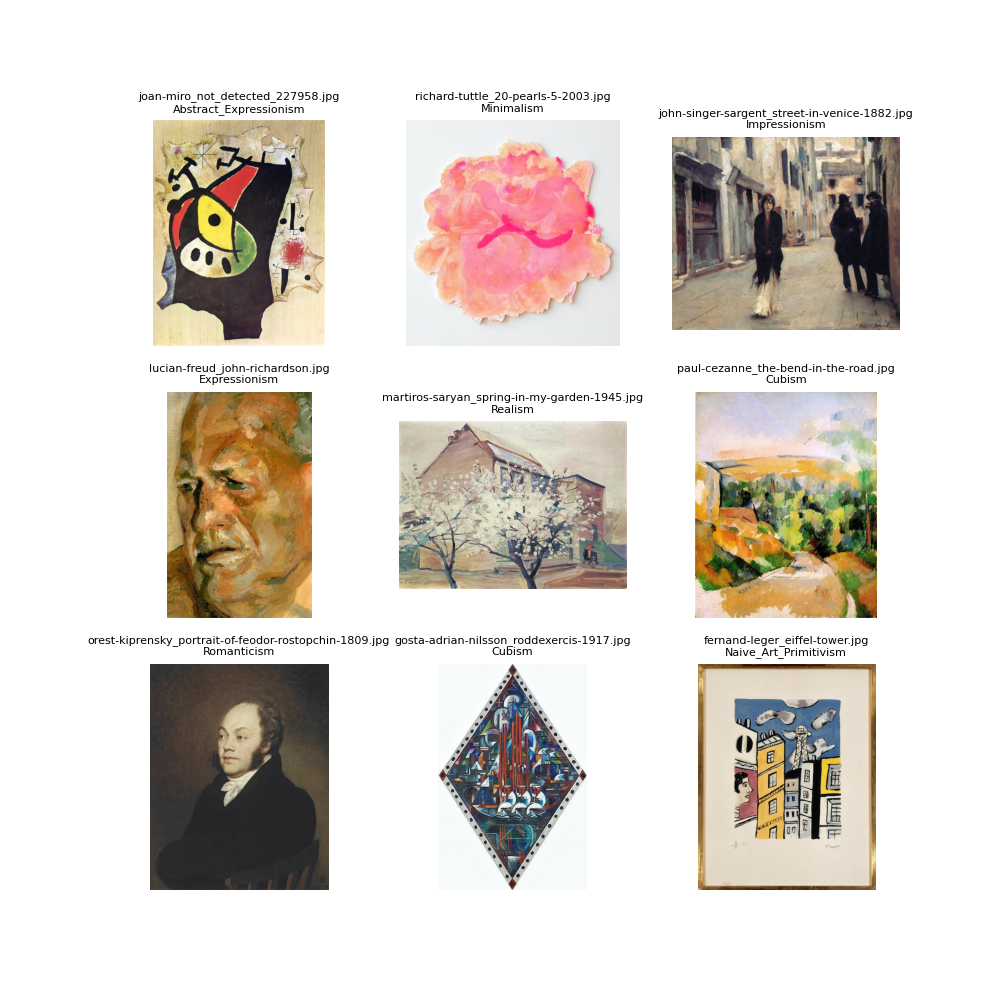 joan-miro_not_detected_227958.jpg
Abstract_Expressionism
richard-tuttle_20-pearls-5-2003.jpg
Minimalism
john-singer-sargent_street-in-venice-1882.jpg
Impressionism
lucian-freud_john-richardson.jpg
Expressionism
martiros-saryan_spring-in-my-garden-1945.jpg
Realism
paul-cezanne_the-bend-in-the-road.jpg
Cubism
orest-kiprensky_portrait-of-feodor-rostopchin-1809.jpg
Romanticism
gosta-adrian-nilsson_roddexercis-1917.jpg
Cubism
fernand-leger_eiffel-tower.jpg
Naive_Art_Primitivism